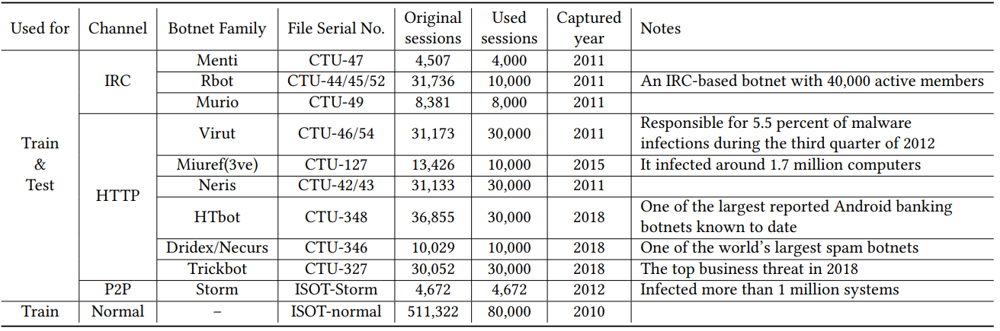 Used for Channel Botnet Family File Serial No. Original sessions Used sessions Captured year Notes
Train & Test IRC Menti CTU-47 4,507 4,000 2011
Rbot CTU-44/45/52 31,736 10,000 2011 An IRC-based botnet with 40,000 active members
Murio CTU-49 8,381 8,000 2011
HTTP Virut CTU-46/54 31,173 30,000 2011 Responsible for 5.5 percent of malware
infections during the third quarter of 2012
Miuref(3ve) CTU-127 13,426 10,000 2015 It infected around 1.7 million computers
Neris CTU-42/43 31,133 30,000 2011
HTbot CTU-348 36,855 30,000 2018 One of the largest reported Android banking
botnets known to date
Dridex/Necurs CTU-346 10,029 10,000 2018 One of the world's largest spam botnets
Trickbot CTU-327 30,052 30,000 2018 The top business threat in 2018
P2P Storm ISOT-Storm 4,672 4,672 2012 Infected more than 1 million systems
Train Normal – ISOT-normal 511,322 80,000 2010